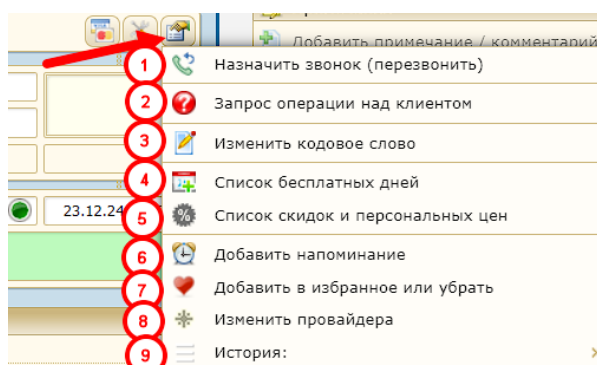 Добавить примечание / комментарий
1 Назначить звонок (перезвонить)
2 Запрос операции над клиентом
3 Изменить кодовое слово
4 Список бесплатных дней
23.12.24
5 Список скидок и персональных цен
6 Добавить напоминание
7 Добавить в избранное или убрать
8 Изменить провайдера
9 История: